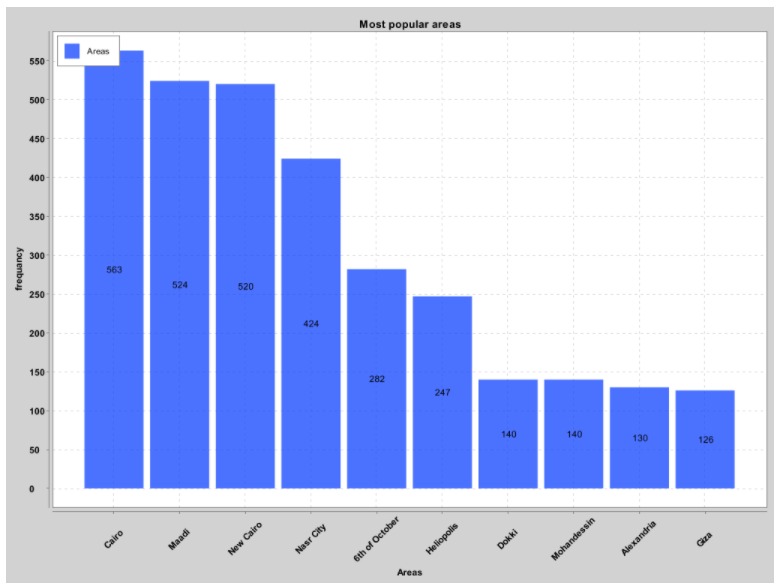 Most popular areas
Areas
550
500
450
400
350
300
250
200
150
100
50
0
frequancy
563
524
520
424
282
247
140
140
130
126
Cairo
Maadi
New Cairo
Nasr City
6th of October
Heliopolis
Dokki
Mohandessin
Alexandria
Giza
Areas